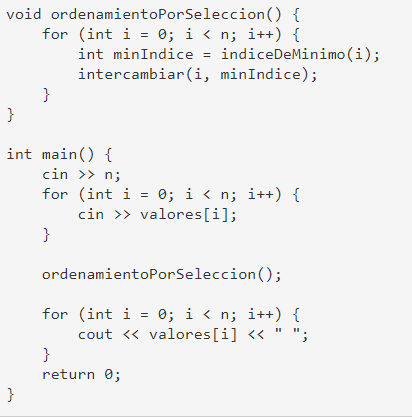 void ordenamientoPorSeleccion() {
    for (int i = 0; i < n; i++) {
        int minIndice = indiceDeMinimo(i);
        intercambiar(i, minIndice);
    }
}

int main() {
    cin >> n;
    for (int i = 0; i < n; i++) {
        cin >> valores[i];
    }

    ordenamientoPorSeleccion();

    for (int i = 0; i < n; i++) {
        cout << valores[i] << " ";
    }
    return 0;
}